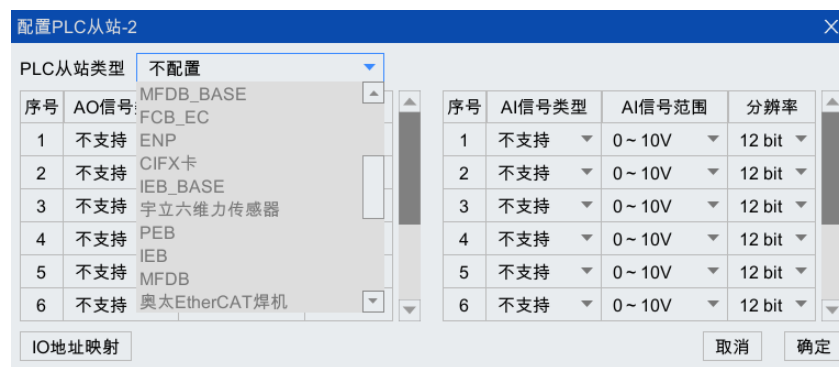 配置PLC从站-2
PLC从站类型 不配置
MFDB_BASE
FCB_EC
ENP
CIFX卡
IEB_BASE
宇立六维力传感器
PEB
IEB
MFDB
奥太EtherCAT焊机
序号 AO信号
1 不支持
2 不支持
3 不支持
4 不支持
5 不支持
6 不支持
序号 AI信号类型 AI信号范围 分辨率
1 不支持 0~10V 12 bit
2 不支持 0~10V 12 bit
3 不支持 0~10V 12 bit
4 不支持 0~10V 12 bit
5 不支持 0~10V 12 bit
6 不支持 0~10V 12 bit
IO地址映射 取消 确定